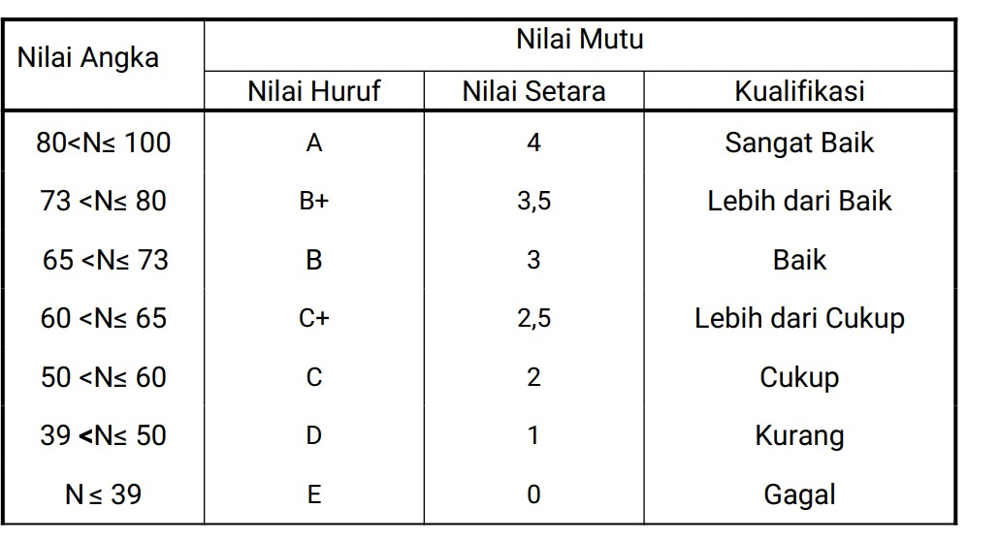 Nilai Angka
Nilai Mutu
Nilai Huruf Nilai Setara Kualifikasi
80<N≤ 100 A 4 Sangat Baik
73 <N≤ 80 B+ 3,5 Lebih dari Baik
65 <N≤ 73 B 3 Baik
60 <N≤ 65 C+ 2,5 Lebih dari Cukup
50 <N≤ 60 C 2 Cukup
39 <N≤ 50 D 1 Kurang
N≤ 39 E 0 Gagal